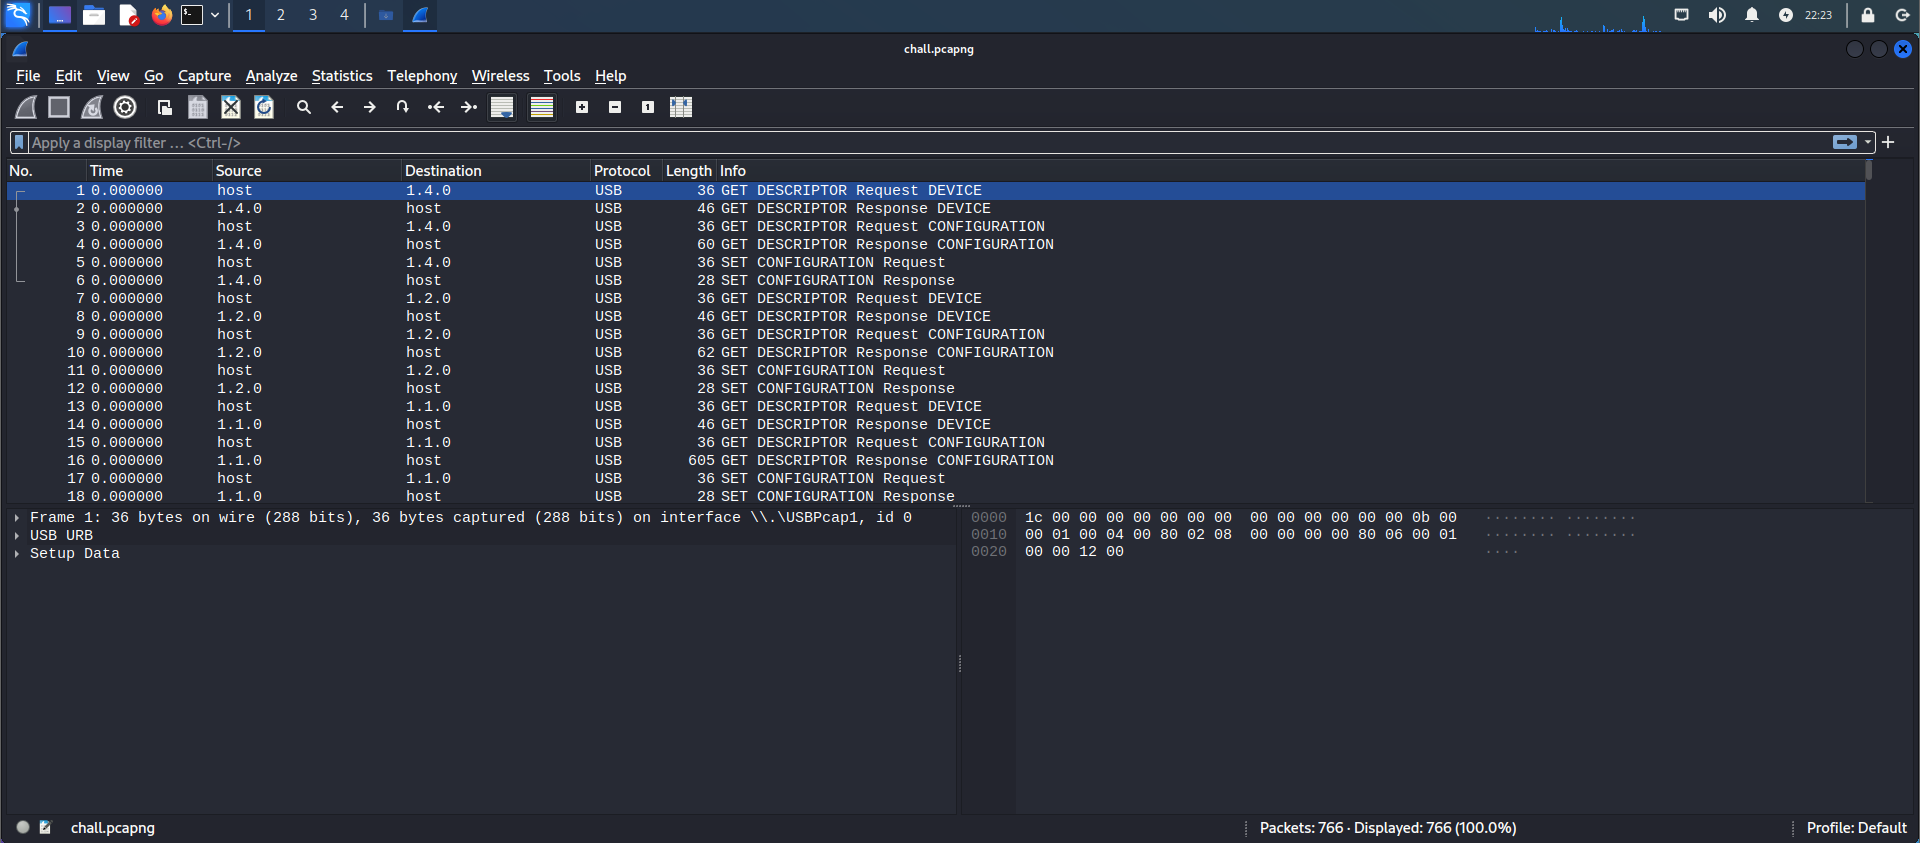 1 2 3 4 22:23
chall.pcapng
File Edit View Go Capture Analyze Statistics Telephony Wireless Tools Help
Apply a display filter … <Ctrl-/>
No. Time Source Destination Protocol Length Info
1 0.000000 host 1.4.0 USB 36 GET DESCRIPTOR Request DEVICE
2 0.000000 1.4.0 host USB 46 GET DESCRIPTOR Response DEVICE
3 0.000000 host 1.4.0 USB 36 GET DESCRIPTOR Request CONFIGURATION
4 0.000000 1.4.0 host USB 60 GET DESCRIPTOR Response CONFIGURATION
5 0.000000 host 1.4.0 USB 36 SET CONFIGURATION Request
6 0.000000 1.4.0 host USB 28 SET CONFIGURATION Response
7 0.000000 host 1.2.0 USB 36 GET DESCRIPTOR Request DEVICE
8 0.000000 1.2.0 host USB 46 GET DESCRIPTOR Response DEVICE
9 0.000000 host 1.2.0 USB 36 GET DESCRIPTOR Request CONFIGURATION
10 0.000000 1.2.0 host USB 62 GET DESCRIPTOR Response CONFIGURATION
11 0.000000 host 1.2.0 USB 36 SET CONFIGURATION Request
12 0.000000 1.2.0 host USB 28 SET CONFIGURATION Response
13 0.000000 host 1.1.0 USB 36 GET DESCRIPTOR Request DEVICE
14 0.000000 1.1.0 host USB 46 GET DESCRIPTOR Response DEVICE
15 0.000000 host 1.1.0 USB 36 GET DESCRIPTOR Request CONFIGURATION
16 0.000000 1.1.0 host USB 605 GET DESCRIPTOR Response CONFIGURATION
17 0.000000 host 1.1.0 USB 36 SET CONFIGURATION Request
18 0.000000 1.1.0 host USB 28 SET CONFIGURATION Response
Frame 1: 36 bytes on wire (288 bits), 36 bytes captured (288 bits) on interface \\.\USBPcap1, id 0
USB URB
Setup Data
0000 1c 00 00 00 00 00 00 00 00 00 00 00 00 00 0b 00 ········ ········
0010 00 01 00 04 00 80 02 08 00 00 00 00 80 06 00 01 ········ ········
0020 00 00 12 00 ····
chall.pcapng
Packets: 766 · Displayed: 766 (100.0%)
Profile: Default